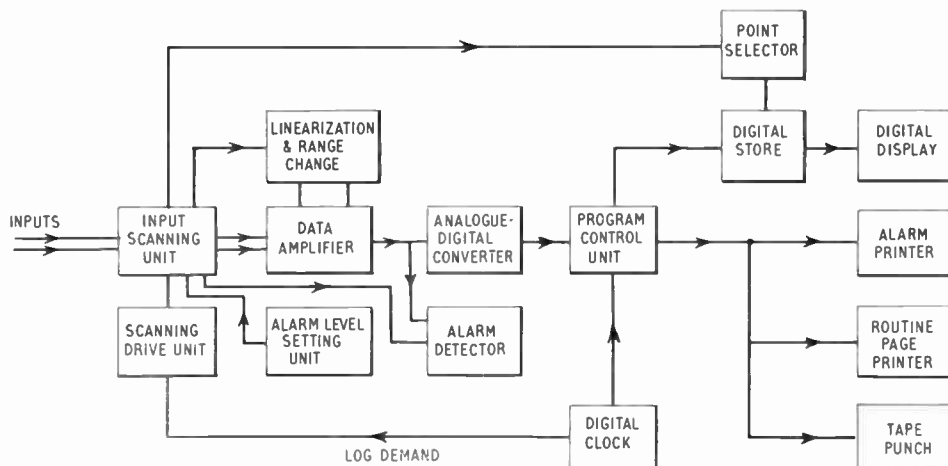 POINT
SELECTOR
LINEARIZATION
& RANGE
CHANGE
DIGITAL
STORE
DIGITAL
DISPLAY
INPUTS
INPUT
SCANNING
UNIT
DATA
AMPLIFIER
ANALOGUE-
DIGITAL
CONVERTER
PROGRAM
CONTROL
UNIT
ALARM
PRINTER
SCANNING
DRIVE UNIT
ALARM LEVEL
SETTING
UNIT
ALARM
DETECTOR
ROUTINE
PAGE
PRINTER
DIGITAL
CLOCK
TAPE
PUNCH
LOG DEMAND